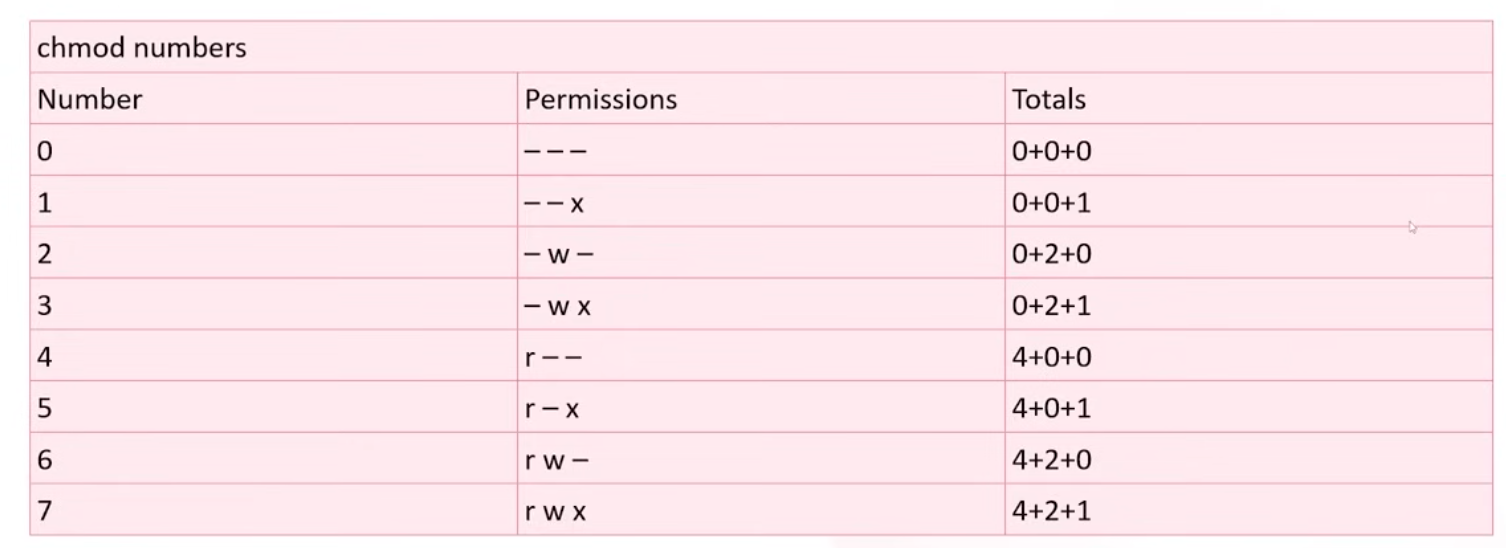 chmod numbers
Number Permissions Totals
0 – – – 0+0+0
1 – – x 0+0+1
2 – w – 0+2+0
3 – w x 0+2+1
4 r – – 4+0+0
5 r – x 4+0+1
6 r w – 4+2+0
7 r w x 4+2+1